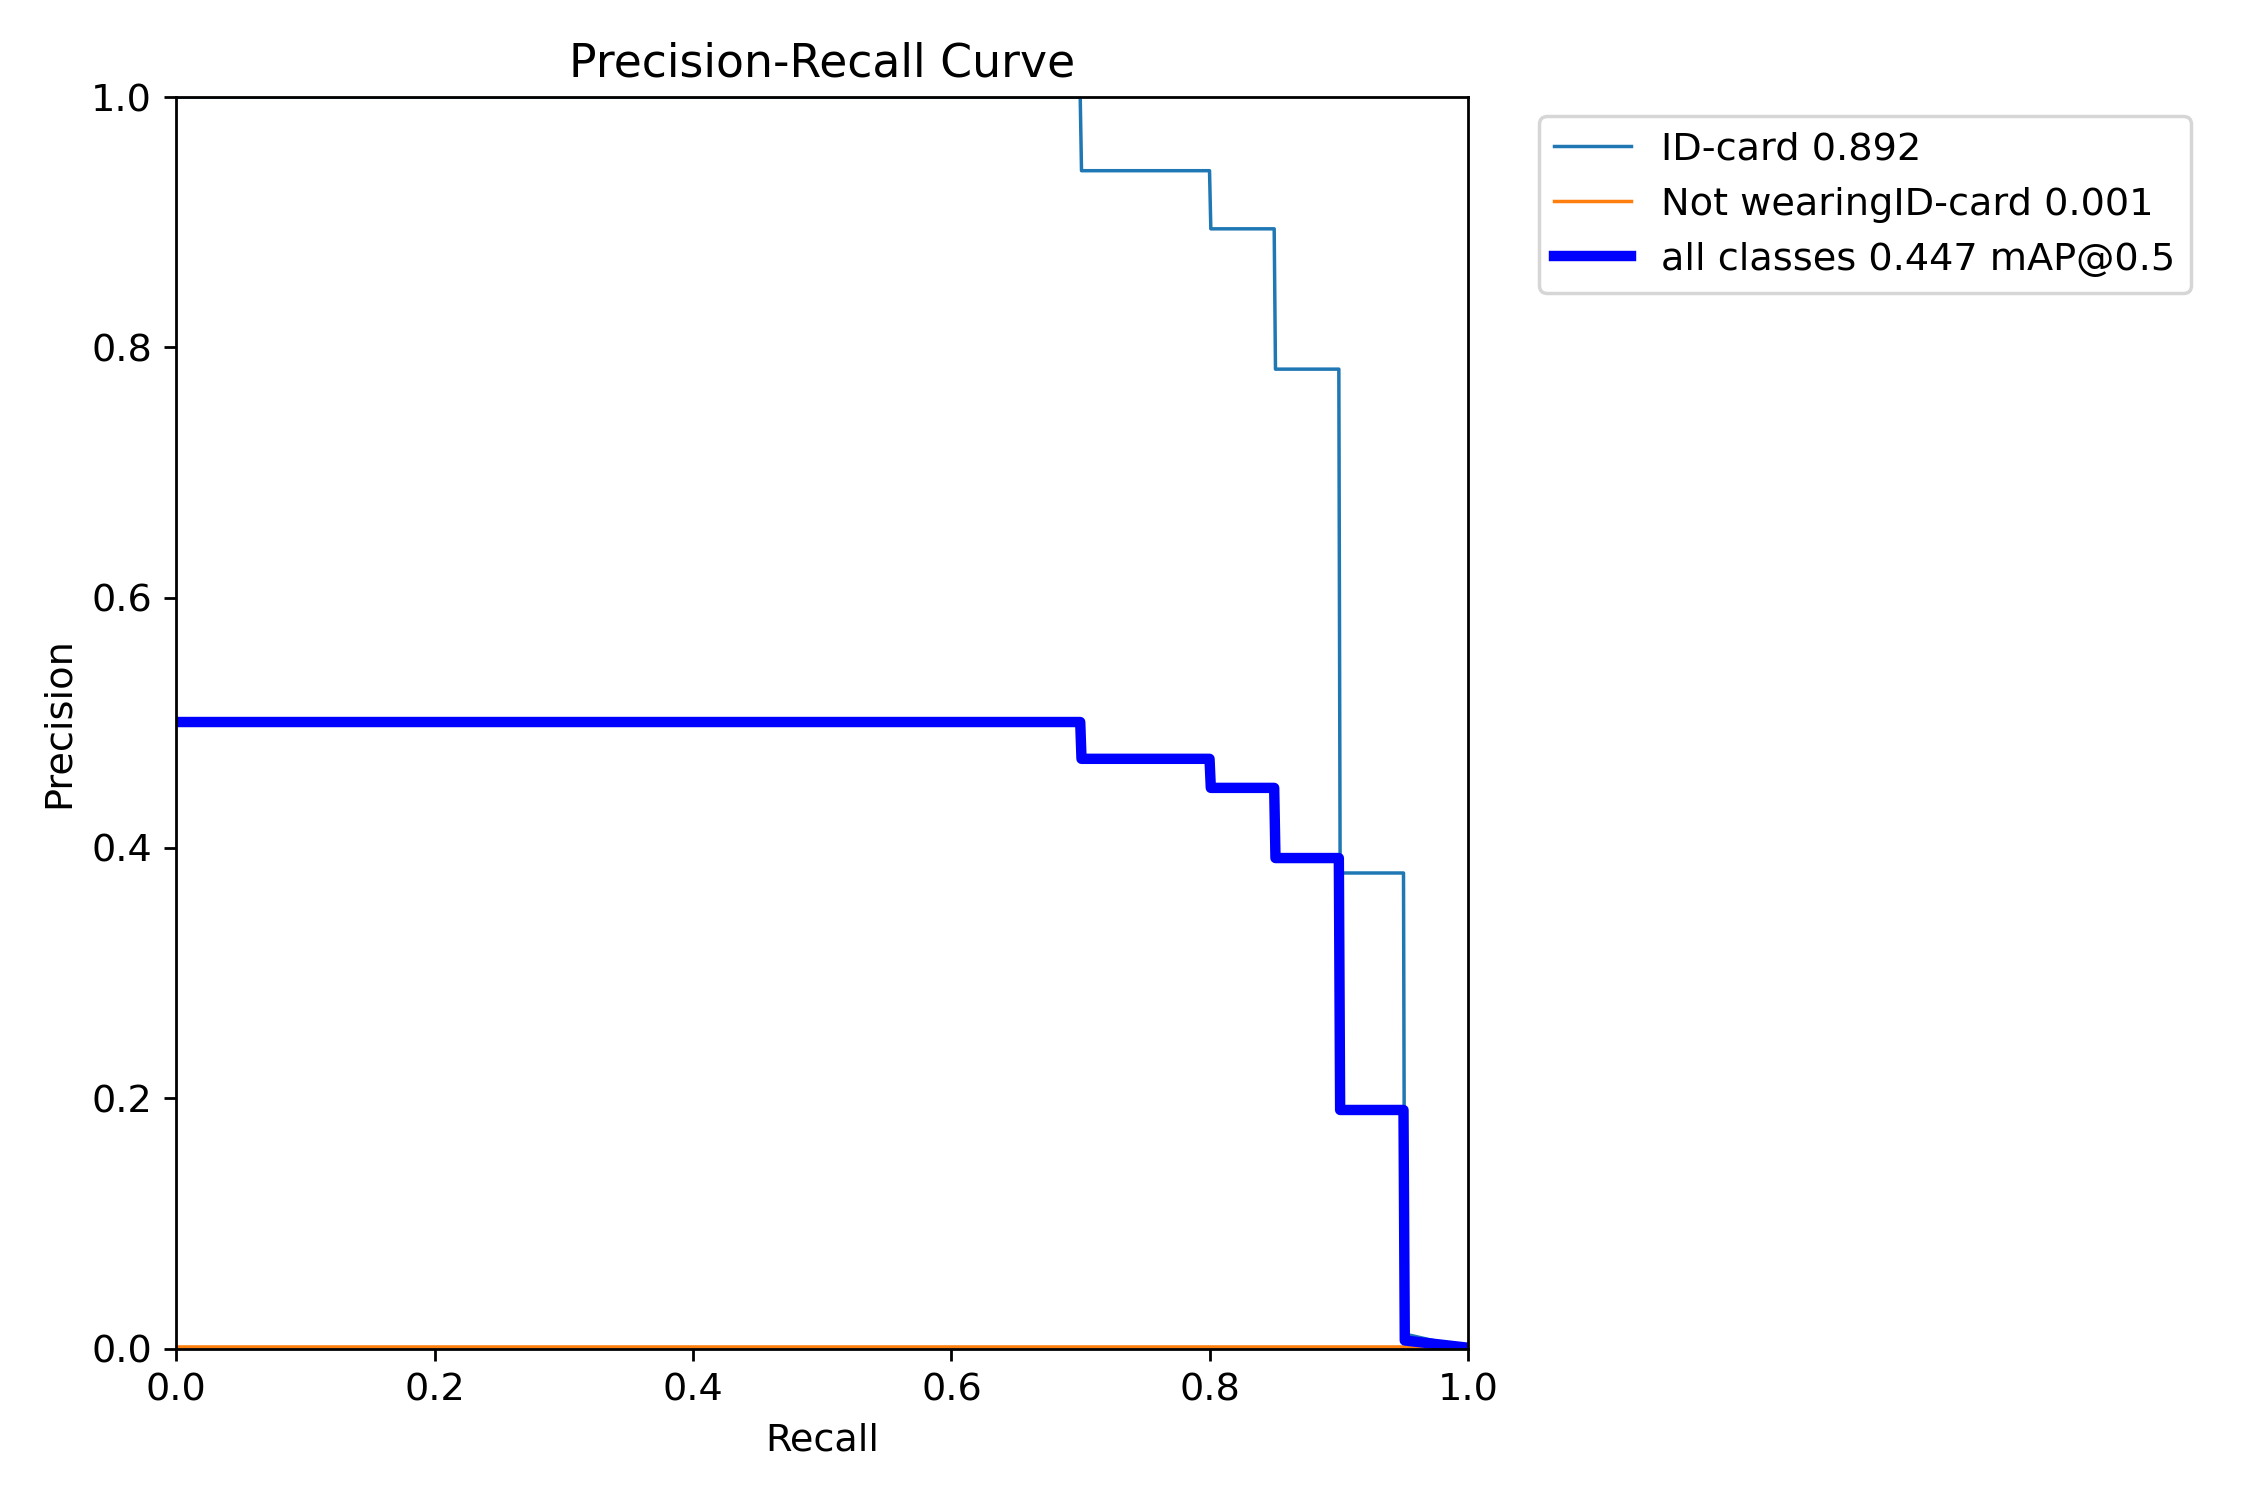 Precision-Recall Curve
ID-card 0.892
Not wearingID-card 0.001
all classes 0.447 mAP@0.5
Precision
1.0
0.8
0.6
0.4
0.2
0.0
0.0 0.2 0.4 0.6 0.8 1.0
Recall